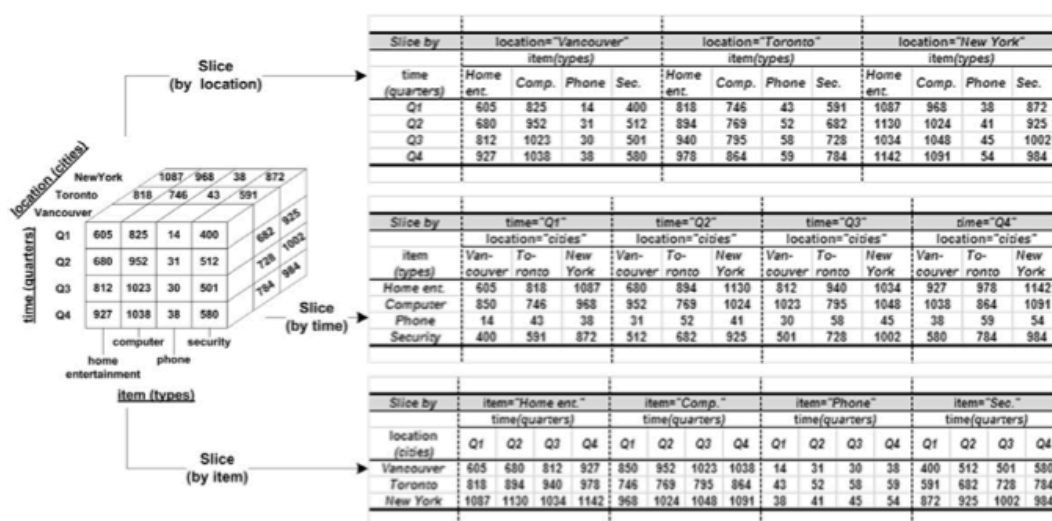 Slice
(by location)
Slice by location="Vancouver" location="Toronto" location="New York"
item(types) item(types) item(types)
time (quarters) Home ent. Comp. Phone Sec. Home ent. Comp. Phone Sec. Home ent. Comp. Phone Sec.
Q1 605 825 14 400 818 746 43 591 1087 968 38 872
Q2 680 952 31 512 894 769 52 682 1130 1024 41 925
Q3 812 1023 30 501 940 795 58 728 1034 1048 45 1002
Q4 927 1038 38 580 978 864 59 784 1142 1091 54 984
location (cities)
NewYork 1087 968 38 872
Toronto 818 746 43 591
Vancouver
time (quarters)
Q1 605 825 14 400
Q2 680 952 31 512
Q3 812 1023 30 501
Q4 927 1038 38 580
682 925
728 1002
784 984
computer security
home entertainment phone
item (types)
Slice
(by time)
Slice by time="Q1" time="Q2" time="Q3" time="Q4"
location="cities" location="cities" location="cities" location="cities"
item (types) Van-couver To-ronto New York Van-couver To-ronto New York Van-couver To-ronto New York Van-couver To-ronto New York
Home ent. 605 818 1087 680 894 1130 812 940 1034 927 978 1142
Computer 850 746 968 952 769 1024 1023 795 1048 1038 864 1091
Phone 14 43 38 31 52 41 30 58 45 38 59 54
Security 400 591 872 512 682 925 501 728 1002 580 784 984
Slice
(by item)
Slice by item="Home ent." item="Comp." item="Phone" item="Sec."
time(quarters) time(quarters) time(quarters) time(quarters)
location (cities) Q1 Q2 Q3 Q4 Q1 Q2 Q3 Q4 Q1 Q2 Q3 Q4 Q1 Q2 Q3 Q4
Vancouver 605 680 812 927 850 952 1023 1038 14 31 30 38 400 512 501 580
Toronto 818 894 940 978 746 769 795 864 43 52 58 59 591 682 728 784
New York 1087 1130 1034 1142 968 1024 1048 1091 38 41 45 54 872 925 1002 984